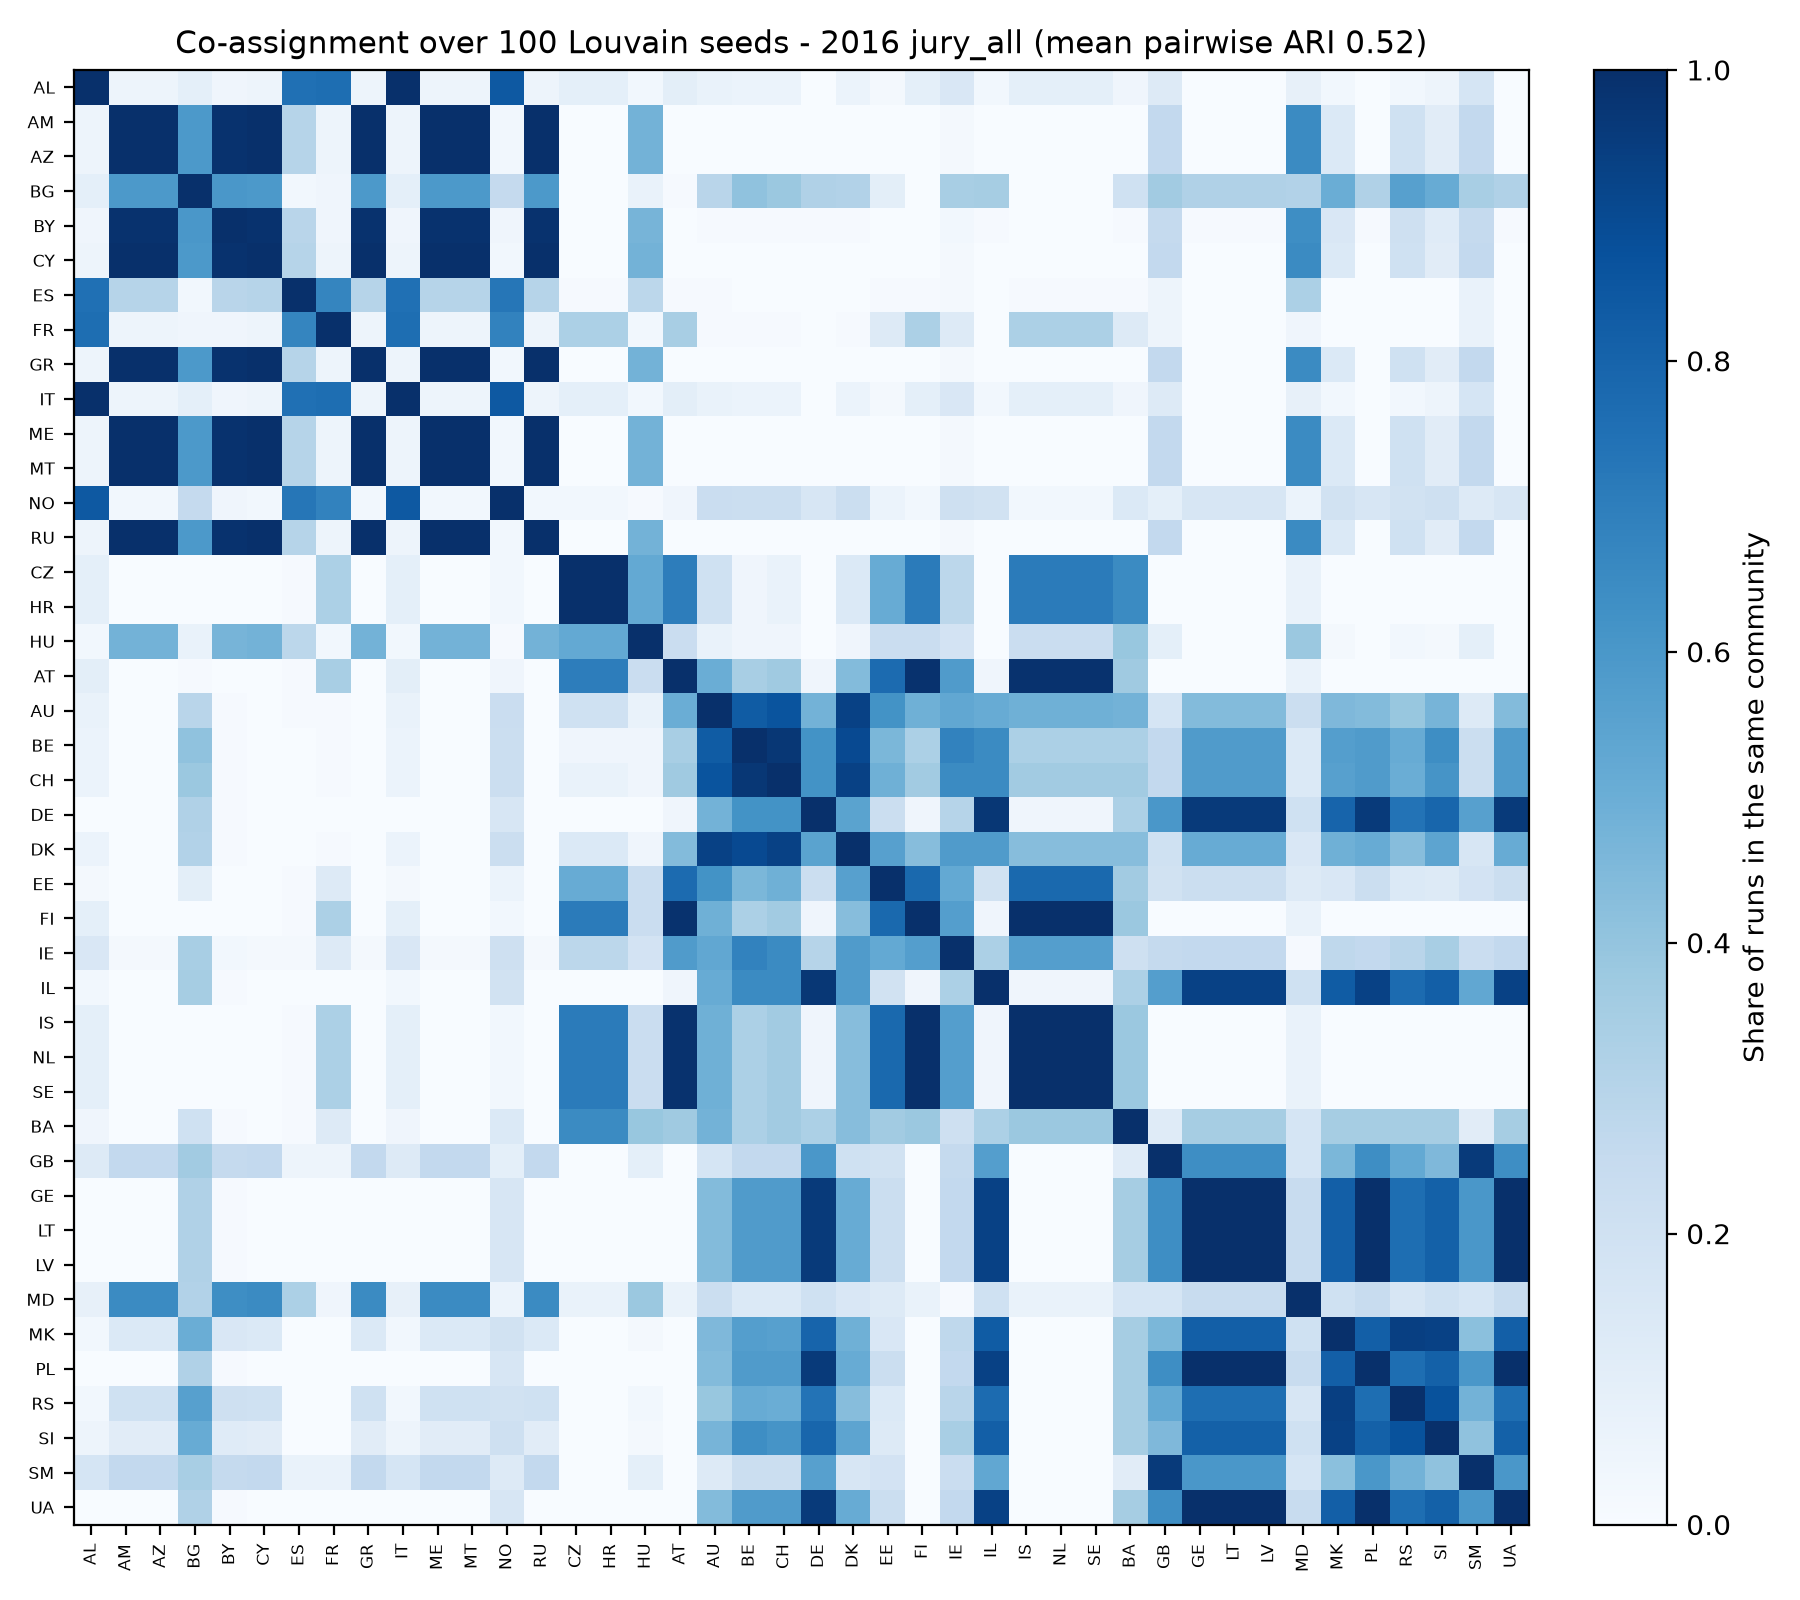 Co-assignment over 100 Louvain seeds - 2016 jury_all (mean pairwise ARI 0.52)
AL
AM
AZ
BG
BY
CY
ES
FR
GR
IT
ME
MT
NO
RU
CZ
HR
HU
AT
AU
BE
CH
DE
DK
EE
FI
IE
IL
IS
NL
SE
BA
GB
GE
LT
LV
MD
MK
PL
RS
SI
SM
UA
AL AM AZ BG BY CY ES FR GR IT ME MT NO RU CZ HR HU AT AU BE CH DE DK EE FI IE IL IS NL SE BA GB GE LT LV MD MK PL RS SI SM UA
1.0
0.8
0.6
0.4
0.2
0.0
Share of runs in the same community